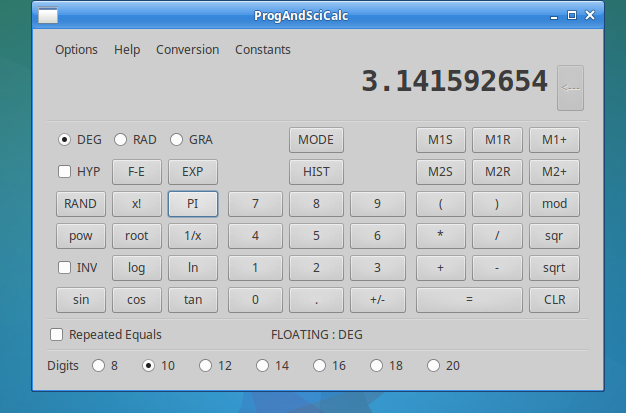 ProgAndSciCalc
Options Help Conversion Constants
3.141592654 <---
DEG RAD GRA MODE M1S M1R M1+
HYP F-E EXP HIST M2S M2R M2+
RAND x! PI 7 8 9 ( ) mod
pow root 1/x 4 5 6 * / sqr
INV log ln 1 2 3 + - sqrt
sin cos tan 0 . +/- = CLR
Repeated Equals FLOATING : DEG
Digits 8 10 12 14 16 18 20